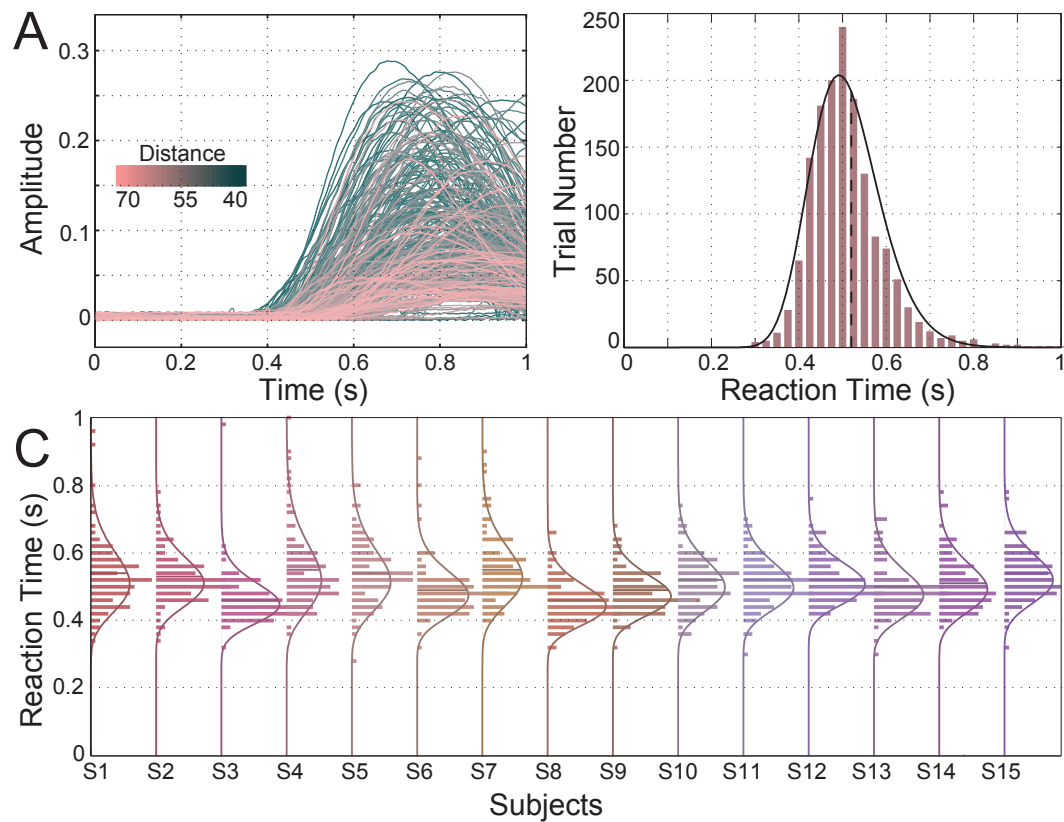 A
Amplitude
0.3
0.2
0.1
0
Distance
70 55 40
0 0.2 0.4 0.6 0.8 1
Time (s)
Trial Number
250
200
150
100
50
0
0 0.2 0.4 0.6 0.8 1
Reaction Time (s)
C
Reaction Time (s)
1
0.8
0.6
0.4
0.2
0
S1 S2 S3 S4 S5 S6 S7 S8 S9 S10 S11 S12 S13 S14 S15
Subjects